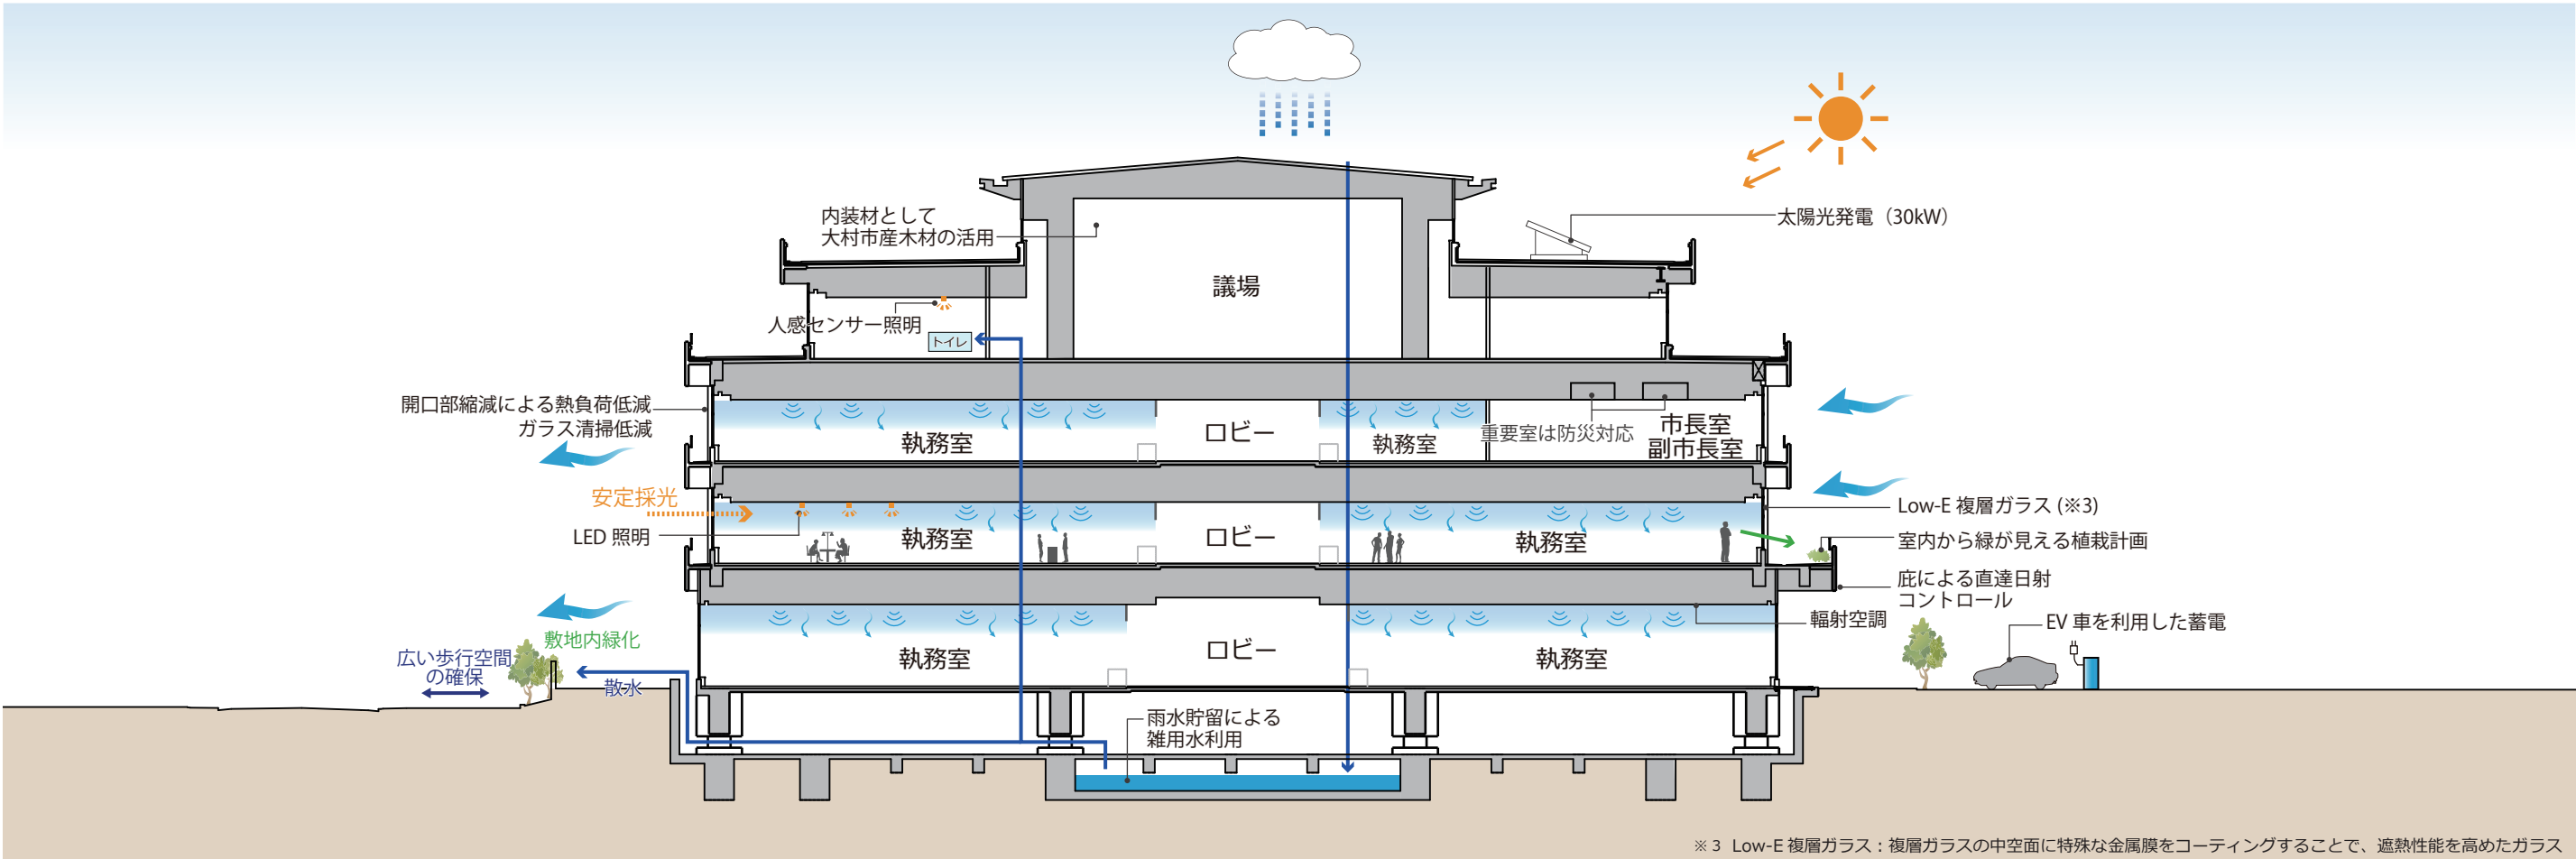 内装材として
大村市産木材の活用
太陽光発電（30kW）
議場
人感センサー照明
トイレ
開口部縮減による熱負荷低減
ガラス清掃低減
執務室
ロビー
執務室
重要室は防災対応
市長室
副市長室
安定採光
LED 照明
執務室
ロビー
執務室
Low-E 複層ガラス (※3)
室内から緑が見える植栽計画
庇による直達日射
コントロール
輻射空調
EV 車を利用した蓄電
敷地内緑化
広い歩行空間
の確保
散水
執務室
ロビー
執務室
雨水貯留による
雑用水利用
※３ Low-E 複層ガラス：複層ガラスの中空面に特殊な金属膜をコーティングすることで、遮熱性能を高めたガラス